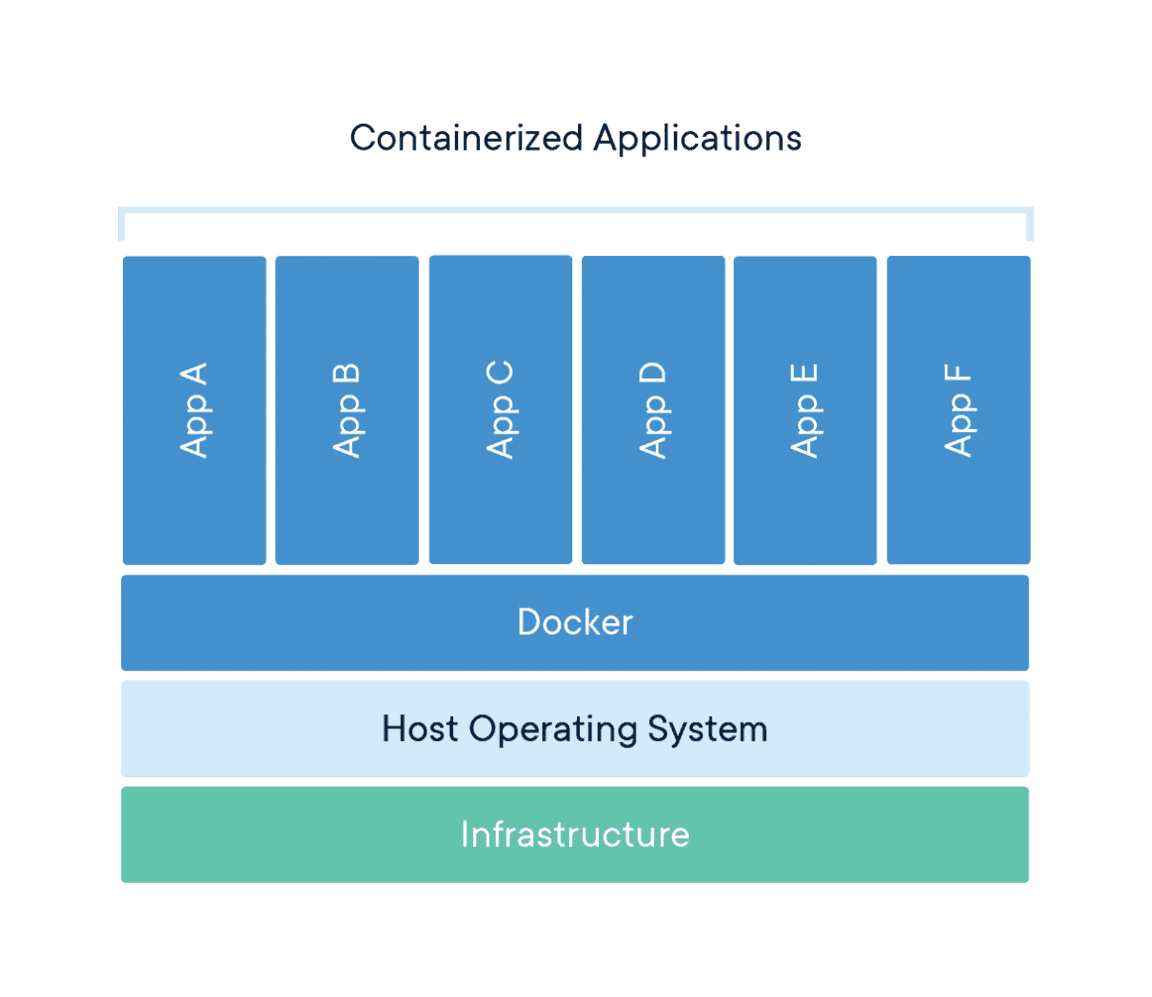 Containerized Applications
App A
App B
App C
App D
App E
App F
Docker
Host Operating System
Infrastructure